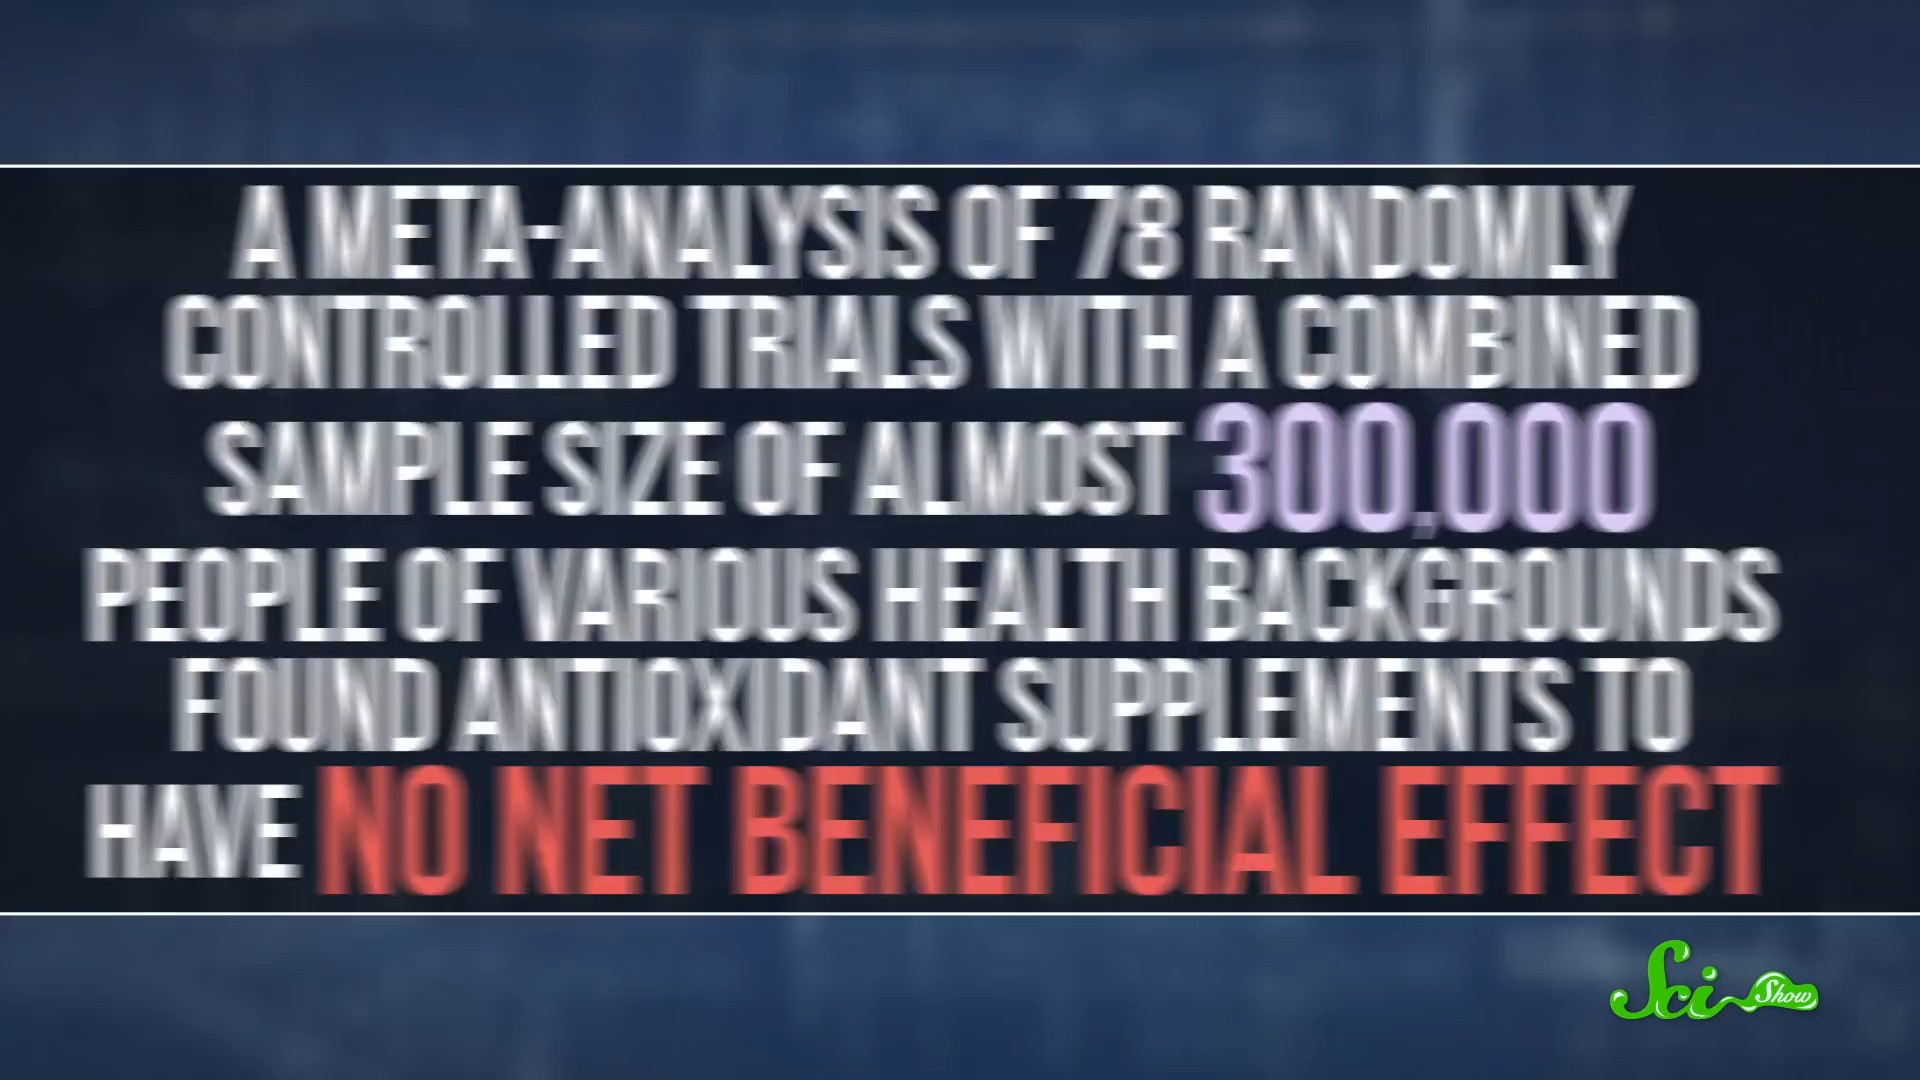 A META-ANALYSIS OF 78 RANDOMLY
CONTROLLED TRIALS WITH A COMBINED
SAMPLE SIZE OF ALMOST 300,000
PEOPLE OF VARIOUS HEALTH BACKGROUNDS
FOUND ANTIOXIDANT SUPPLEMENTS TO
HAVE NO NET BENEFICIAL EFFECT
Sci Show